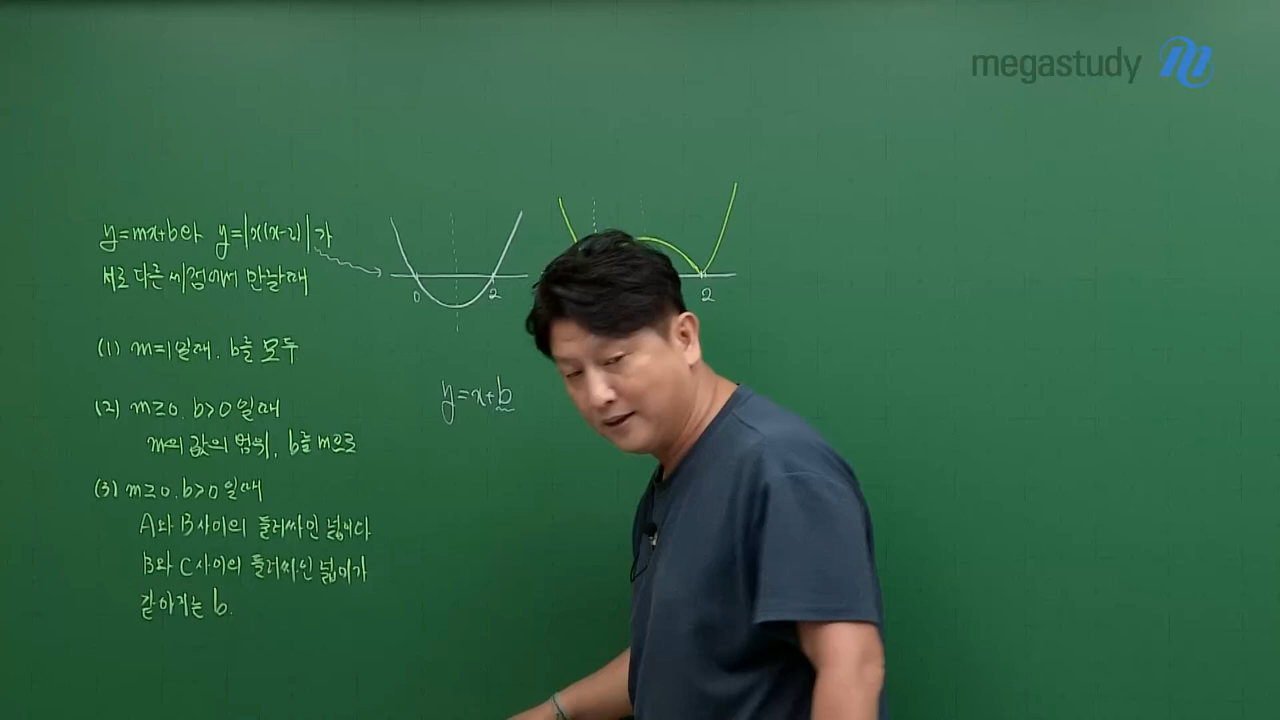 megastudy
y=mx+b와 y=|x(x-2)|가
서로 다른 세점에서 만날때
0 2
2
(1) m=1일때, b를 모두
y=x+b
(2) m≥0, b>0일때
m의 값의 범위, b를 m으로
(3) m≥0, b>0일때
A와 B사이의 둘러싸인 넓이다
B와 C사이의 둘러싸인 넓이가
같아지는 b.